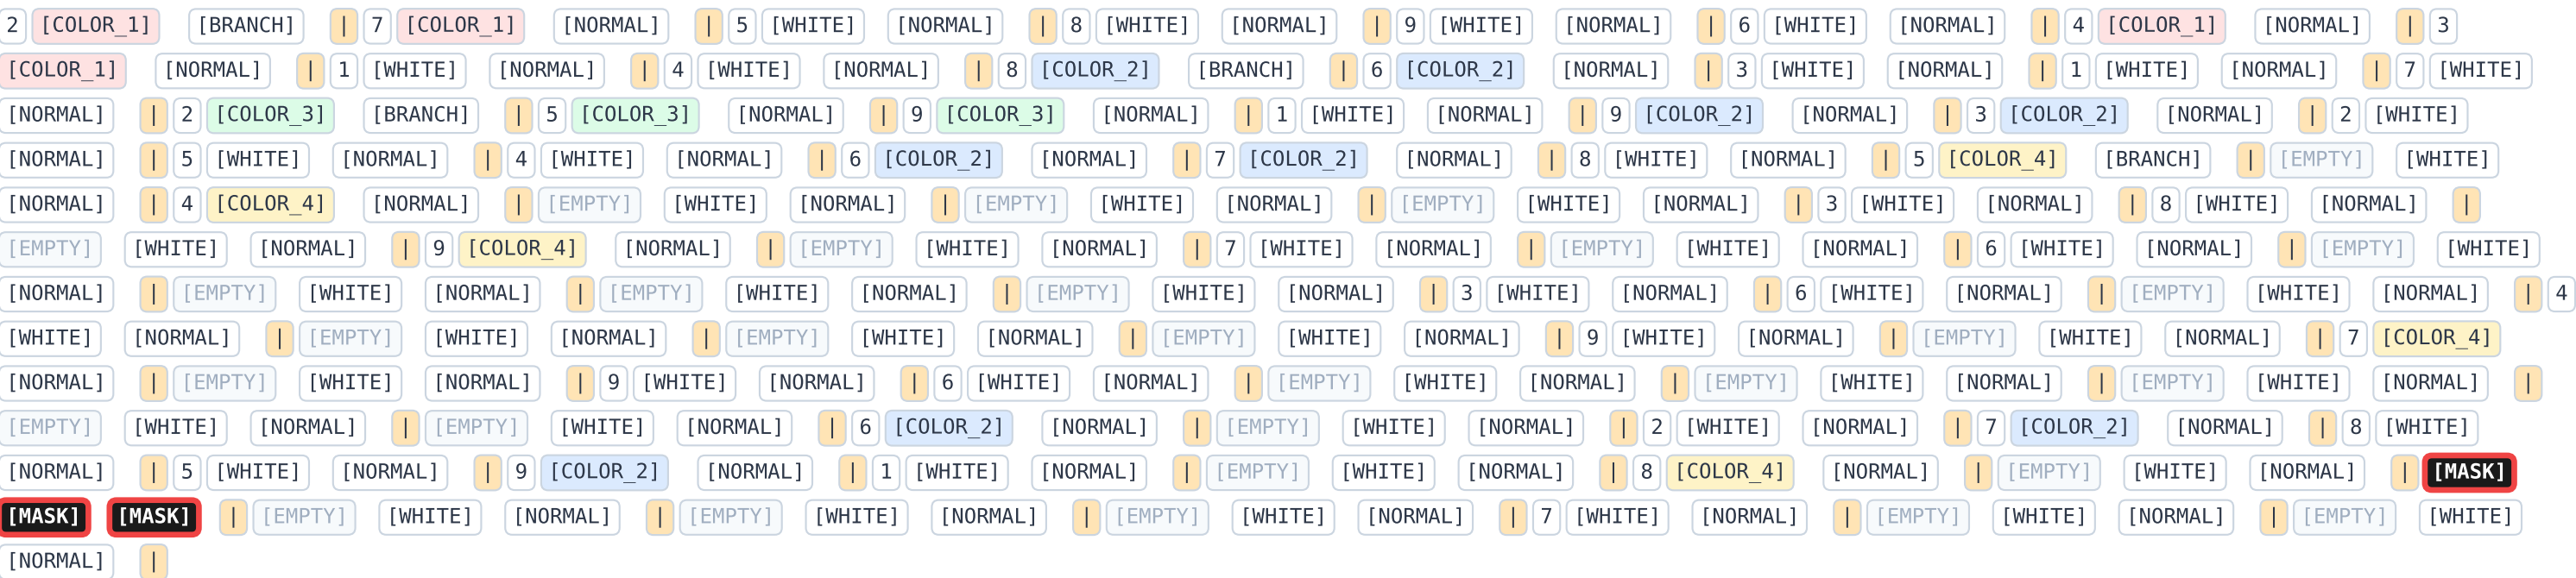 2 [COLOR_1] [BRANCH] | 7 [COLOR_1] [NORMAL] | 5 [WHITE] [NORMAL] | 8 [WHITE] [NORMAL] | 9 [WHITE] [NORMAL] | 6 [WHITE] [NORMAL] | 4 [COLOR_1] [NORMAL] | 3
[COLOR_1] [NORMAL] | 1 [WHITE] [NORMAL] | 4 [WHITE] [NORMAL] | 8 [COLOR_2] [BRANCH] | 6 [COLOR_2] [NORMAL] | 3 [WHITE] [NORMAL] | 1 [WHITE] [NORMAL] | 7 [WHITE]
[NORMAL] | 2 [COLOR_3] [BRANCH] | 5 [COLOR_3] [NORMAL] | 9 [COLOR_3] [NORMAL] | 1 [WHITE] [NORMAL] | 9 [COLOR_2] [NORMAL] | 3 [COLOR_2] [NORMAL] | 2 [WHITE]
[NORMAL] | 5 [WHITE] [NORMAL] | 4 [WHITE] [NORMAL] | 6 [COLOR_2] [NORMAL] | 7 [COLOR_2] [NORMAL] | 8 [WHITE] [NORMAL] | 5 [COLOR_4] [BRANCH] | [EMPTY] [WHITE]
[NORMAL] | 4 [COLOR_4] [NORMAL] | [EMPTY] [WHITE] [NORMAL] | [EMPTY] [WHITE] [NORMAL] | [EMPTY] [WHITE] [NORMAL] | 3 [WHITE] [NORMAL] | 8 [WHITE] [NORMAL] |
[EMPTY] [WHITE] [NORMAL] | 9 [COLOR_4] [NORMAL] | [EMPTY] [WHITE] [NORMAL] | 7 [WHITE] [NORMAL] | [EMPTY] [WHITE] [NORMAL] | 6 [WHITE] [NORMAL] | [EMPTY] [WHITE]
[NORMAL] | [EMPTY] [WHITE] [NORMAL] | [EMPTY] [WHITE] [NORMAL] | [EMPTY] [WHITE] [NORMAL] | 3 [WHITE] [NORMAL] | 6 [WHITE] [NORMAL] | [EMPTY] [WHITE] [NORMAL] | 4
[WHITE] [NORMAL] | [EMPTY] [WHITE] [NORMAL] | [EMPTY] [WHITE] [NORMAL] | [EMPTY] [WHITE] [NORMAL] | 9 [WHITE] [NORMAL] | [EMPTY] [WHITE] [NORMAL] | 7 [COLOR_4]
[NORMAL] | [EMPTY] [WHITE] [NORMAL] | 9 [WHITE] [NORMAL] | 6 [WHITE] [NORMAL] | [EMPTY] [WHITE] [NORMAL] | [EMPTY] [WHITE] [NORMAL] | [EMPTY] [WHITE] [NORMAL] |
[EMPTY] [WHITE] [NORMAL] | [EMPTY] [WHITE] [NORMAL] | 6 [COLOR_2] [NORMAL] | [EMPTY] [WHITE] [NORMAL] | 2 [WHITE] [NORMAL] | 7 [COLOR_2] [NORMAL] | 8 [WHITE]
[NORMAL] | 5 [WHITE] [NORMAL] | 9 [COLOR_2] [NORMAL] | 1 [WHITE] [NORMAL] | [EMPTY] [WHITE] [NORMAL] | 8 [COLOR_4] [NORMAL] | [EMPTY] [WHITE] [NORMAL] | [MASK]
[MASK] [MASK] | [EMPTY] [WHITE] [NORMAL] | [EMPTY] [WHITE] [NORMAL] | [EMPTY] [WHITE] [NORMAL] | 7 [WHITE] [NORMAL] | [EMPTY] [WHITE] [NORMAL] | [EMPTY] [WHITE]
[NORMAL] |